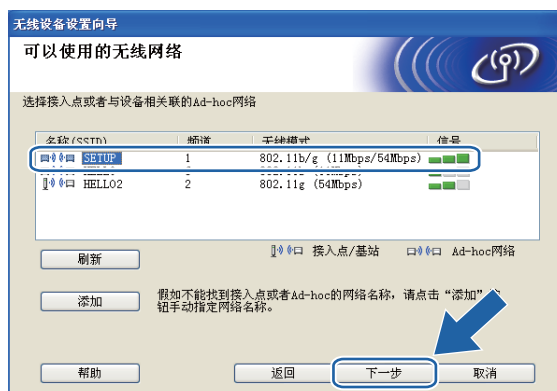 无线设备设置向导
可以使用的无线网络
选择接入点或者与设备相关联的Ad-hoc网络
名称(SSID) 频道 无线模式 信号
SETUP 1 802.11b/g (11Mbps/54Mbps)
HELLO2 2 802.11g (54Mbps)
刷新 接入点/基站 Ad-hoc网络
添加 假如不能找到接入点或者Ad-hoc的网络名称，请点击“添加”
钮手动指定网络名称。
帮助 返回 下一步 取消